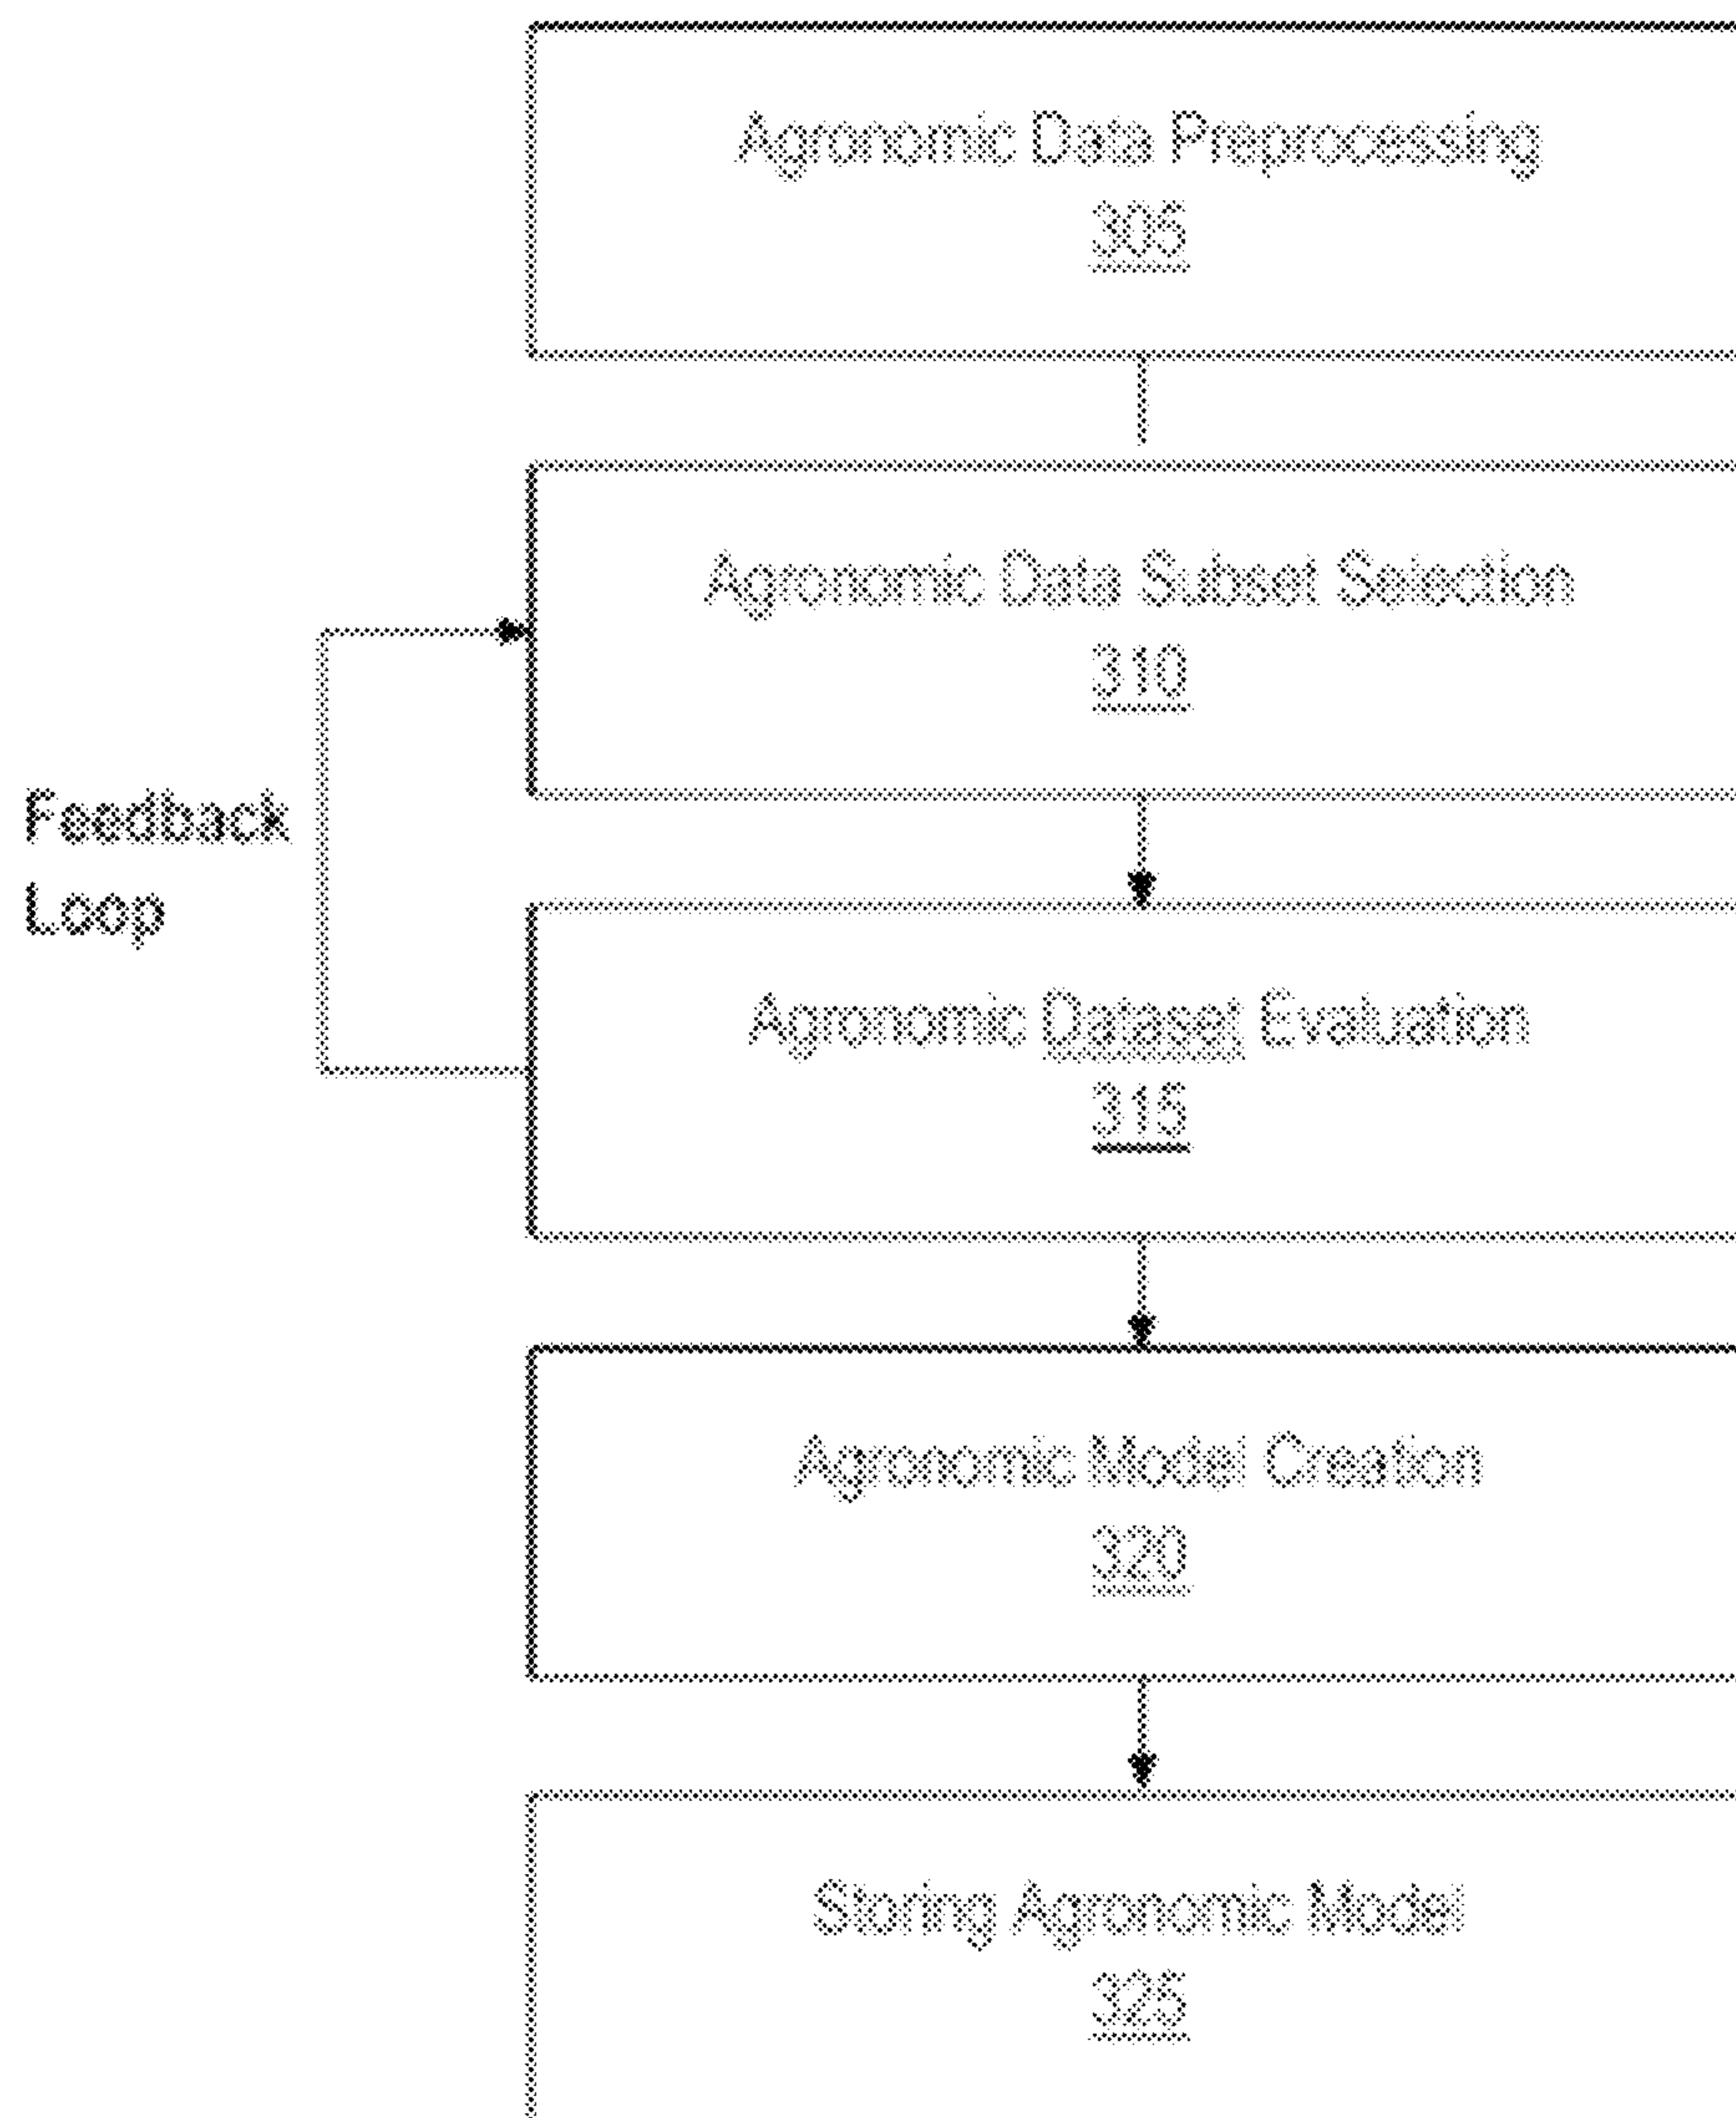 Agronomic Data Preprocessing
305
Agronomic Data Subset Selection
310
Feedback
Loop
Agronomic Dataset Evaluation
315
Agronomic Model Creation
320
Storing Agronomic Model
325